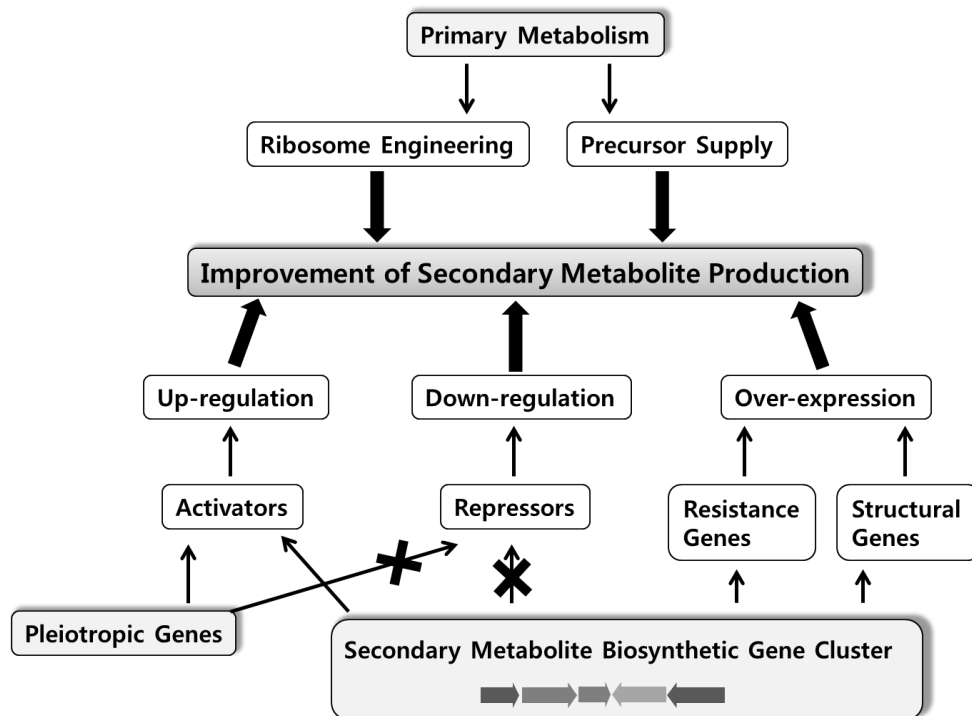 Primary Metabolism
Ribosome Engineering
Precursor Supply
Improvement of Secondary Metabolite Production
Up-regulation
Down-regulation
Over-expression
Activators
Repressors
Resistance
Genes
Structural
Genes
Pleiotropic Genes
Secondary Metabolite Biosynthetic Gene Cluster